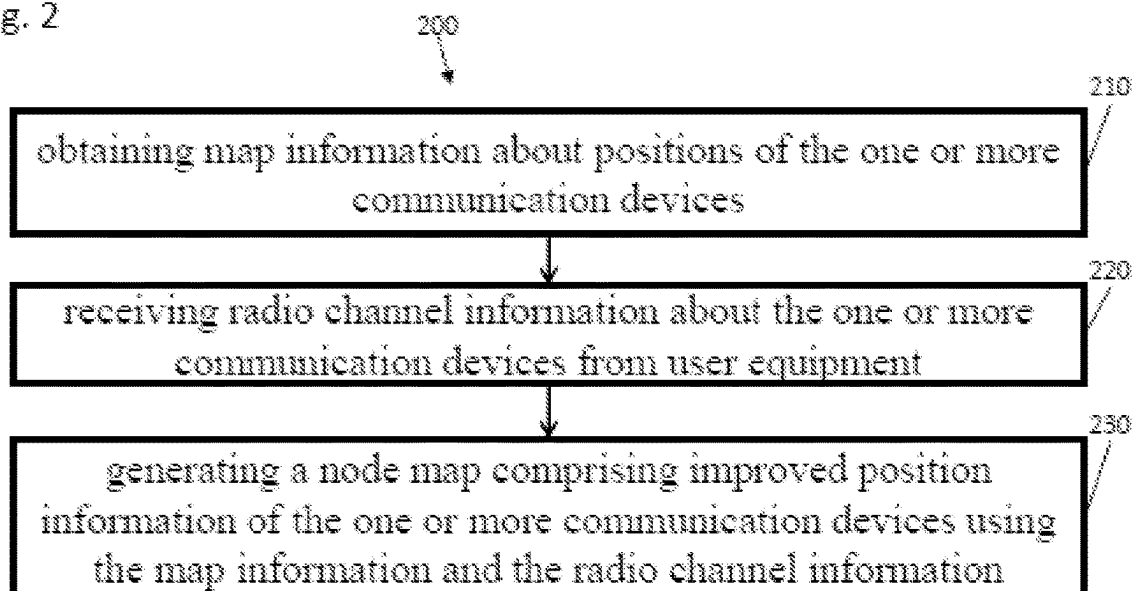 g. 2
200
210
obtaining map information about positions of the one or more
communication devices
220
receiving radio channel information about the one or more
communication devices from user equipment
230
generating a node map comprising improved position
information of the one or more communication devices using
the map information and the radio channel information